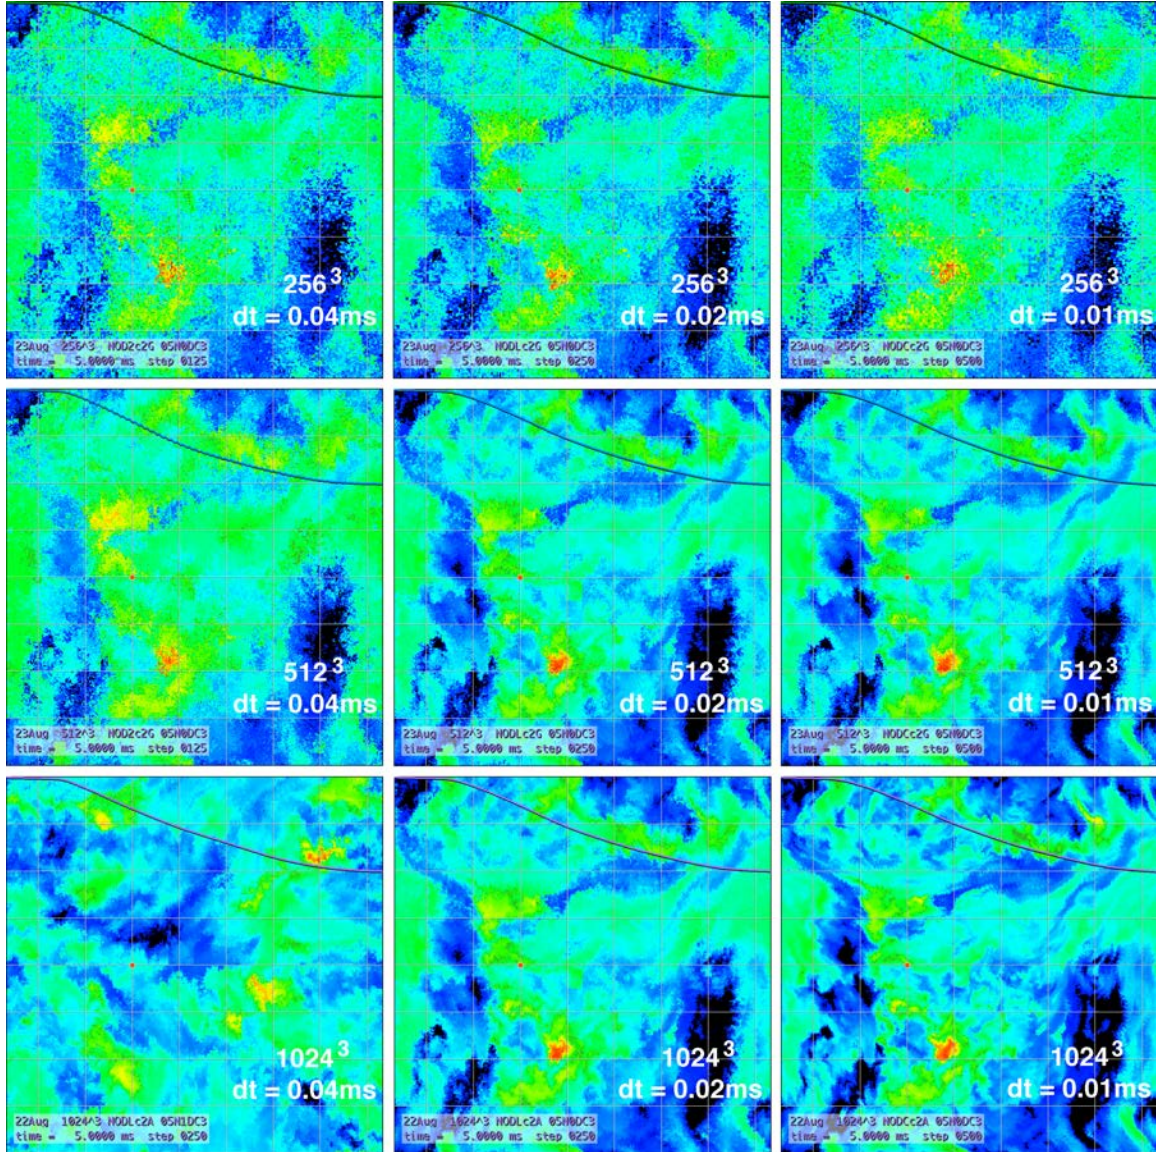 256³
dt = 0.04ms
23Aug 256^3 NOD2c2G 05N0DC3
time = 5.0000 ms step 0125
256³
dt = 0.02ms
23Aug 256^3 NODLc2G 05N0DC3
time = 5.0000 ms step 0250
256³
dt = 0.01ms
23Aug 256^3 NODCc2G 05N0DC3
time = 5.0000 ms step 0500
512³
dt = 0.04ms
23Aug 512^3 NOD2c2G 05N0DC3
time = 5.0000 ms step 0125
512³
dt = 0.02ms
23Aug 512^3 NODLc2G 05N0DC3
time = 5.0000 ms step 0250
512³
dt = 0.01ms
23Aug 512^3 NODCc2G 05N0DC3
time = 5.0000 ms step 0500
1024³
dt = 0.04ms
22Aug 1024^3 NODLc2A 05N1DC3
time = 5.0000 ms step 0250
1024³
dt = 0.02ms
22Aug 1024^3 NODLc2A 05N0DC3
time = 5.0000 ms step 0250
1024³
dt = 0.01ms
22Aug 1024^3 NODCc2A 05N0DC3
time = 5.0000 ms step 0500